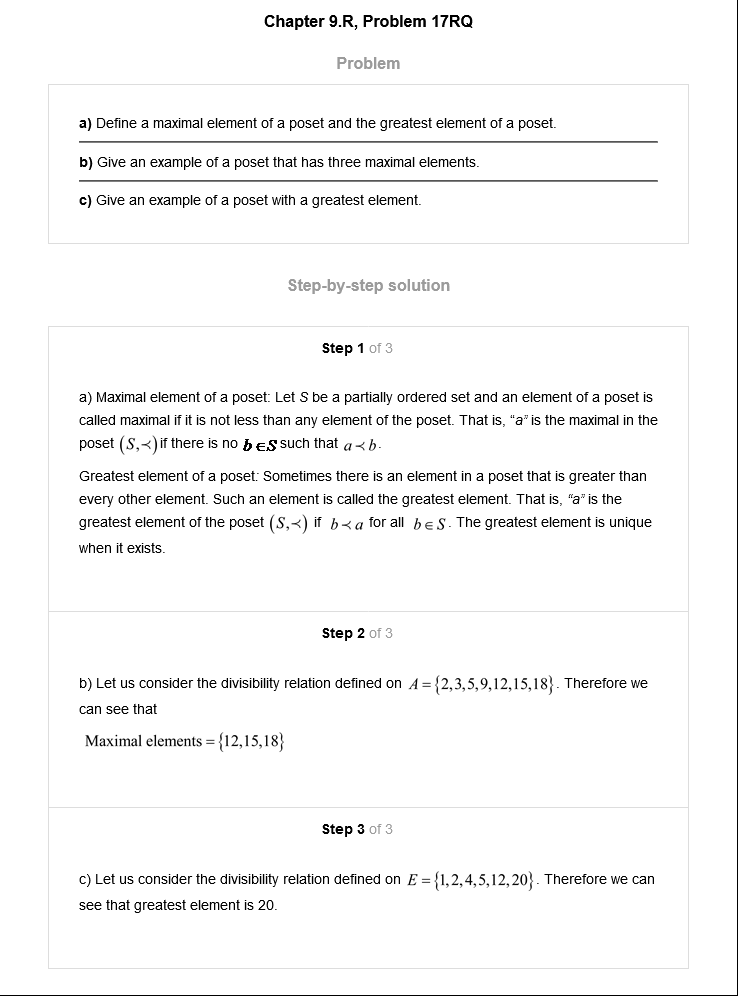 Chapter 9.R, Problem 17RQ
Problem
a) Define a maximal element of a poset and the greatest element of a poset.
b) Give an example of a poset that has three maximal elements.
c) Give an example of a poset with a greatest element.
Step-by-step solution
Step 1 of 3
a) Maximal element of a poset: Let S be a partially ordered set and an element of a poset is
called maximal if it is not less than any element of the poset. That is, “a” is the maximal in the
poset (S,≺) if there is no b∈S such that a≺b.
Greatest element of a poset: Sometimes there is an element in a poset that is greater than
every other element. Such an element is called the greatest element. That is, “a” is the
greatest element of the poset (S,≺) if b≺a for all b∈S. The greatest element is unique
when it exists.
Step 2 of 3
b) Let us consider the divisibility relation defined on A={2,3,5,9,12,15,18}. Therefore we
can see that
Maximal elements={12,15,18}
Step 3 of 3
c) Let us consider the divisibility relation defined on E={1,2,4,5,12,20}. Therefore we can
see that greatest element is 20.